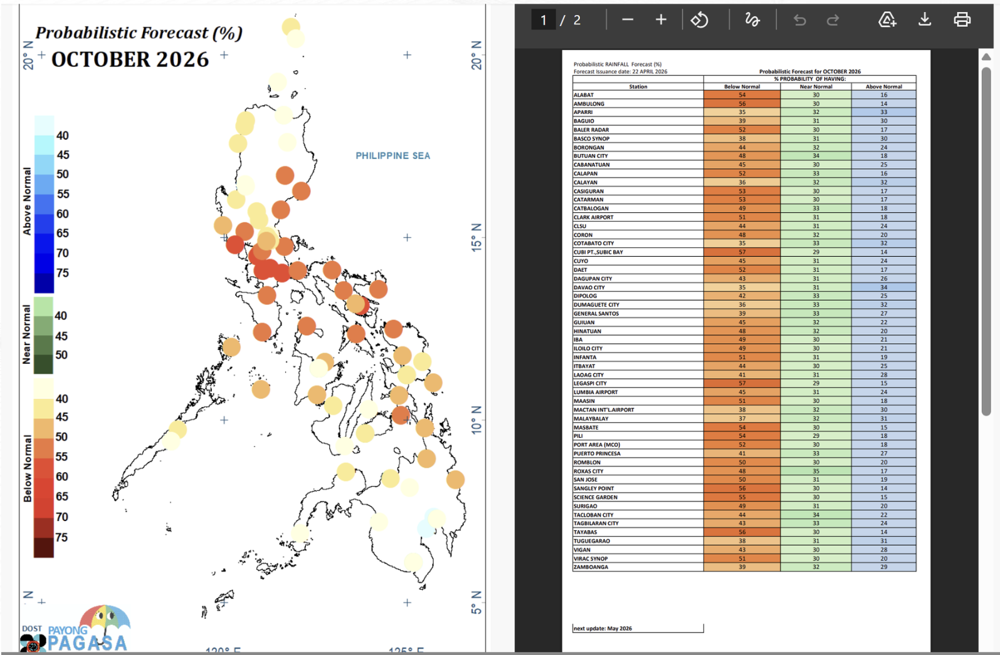 Probabilistic Forecast (%)
OCTOBER 2026
20° N
20° N
PHILIPPINE SEA
Above Normal
40
45
50
55
60
65
70
75
Near Normal
40
45
50
Below Normal
40
45
50
55
60
65
70
75
15° N
10° N
N
5° N
120° E
125° E
DOST
PAYONG
PAGASA
1 / 2
Probabilistic RAINFALL Forecast (%)
Forecast Issuance date: 22 APRIL 2026
Probabilistic Forecast for OCTOBER 2026
% PROBABILITY OF HAVING:
Station Below Normal Near Normal Above Normal
ALABAT 54 30 16
AMBULONG 56 30 14
APARRI 35 32 33
BAGUIO 39 31 30
BALER RADAR 52 30 17
BASCO SYNOP 38 31 30
BORONGAN 44 32 24
BUTUAN CITY 48 34 18
CABANATUAN 45 30 25
CALAPAN 52 33 16
CALAYAN 36 32 32
CASIGURAN 53 30 17
CATARMAN 53 30 17
CATBALOGAN 49 33 18
CLARK AIRPORT 51 31 18
CLSU 44 31 24
CORON 48 32 20
COTABATO CITY 35 33 32
CUBI PT.,SUBIC BAY 57 29 14
CUYO 45 31 24
DAET 52 31 17
DAGUPAN CITY 43 31 26
DAVAO CITY 35 31 34
DIPOLOG 42 33 25
DUMAGUETE CITY 36 33 32
GENERAL SANTOS 39 33 27
GUIUAN 45 32 22
HINATUAN 48 32 20
IBA 49 30 21
ILOILO CITY 49 30 21
INFANTA 51 31 19
ITBAYAT 44 30 25
LAOAG CITY 41 31 28
LEGASPI CITY 57 29 15
LUMBIA AIRPORT 45 31 24
MAASIN 51 30 18
MACTAN INT'L.AIRPORT 38 32 30
MALAYBALAY 37 32 31
MASBATE 54 30 15
PILI 54 29 18
PORT AREA (MCO) 52 30 18
PUERTO PRINCESA 41 33 27
ROMBLON 50 30 20
ROXAS CITY 48 35 17
SAN JOSE 50 31 19
SANGLEY POINT 56 30 14
SCIENCE GARDEN 55 30 15
SURIGAO 49 31 20
TACLOBAN CITY 44 34 22
TAGBILARAN CITY 43 33 24
TAYABAS 56 30 14
TUGUEGARAO 38 31 31
VIGAN 43 30 28
VIRAC SYNOP 51 30 20
ZAMBOANGA 39 32 29
next update: May 2026